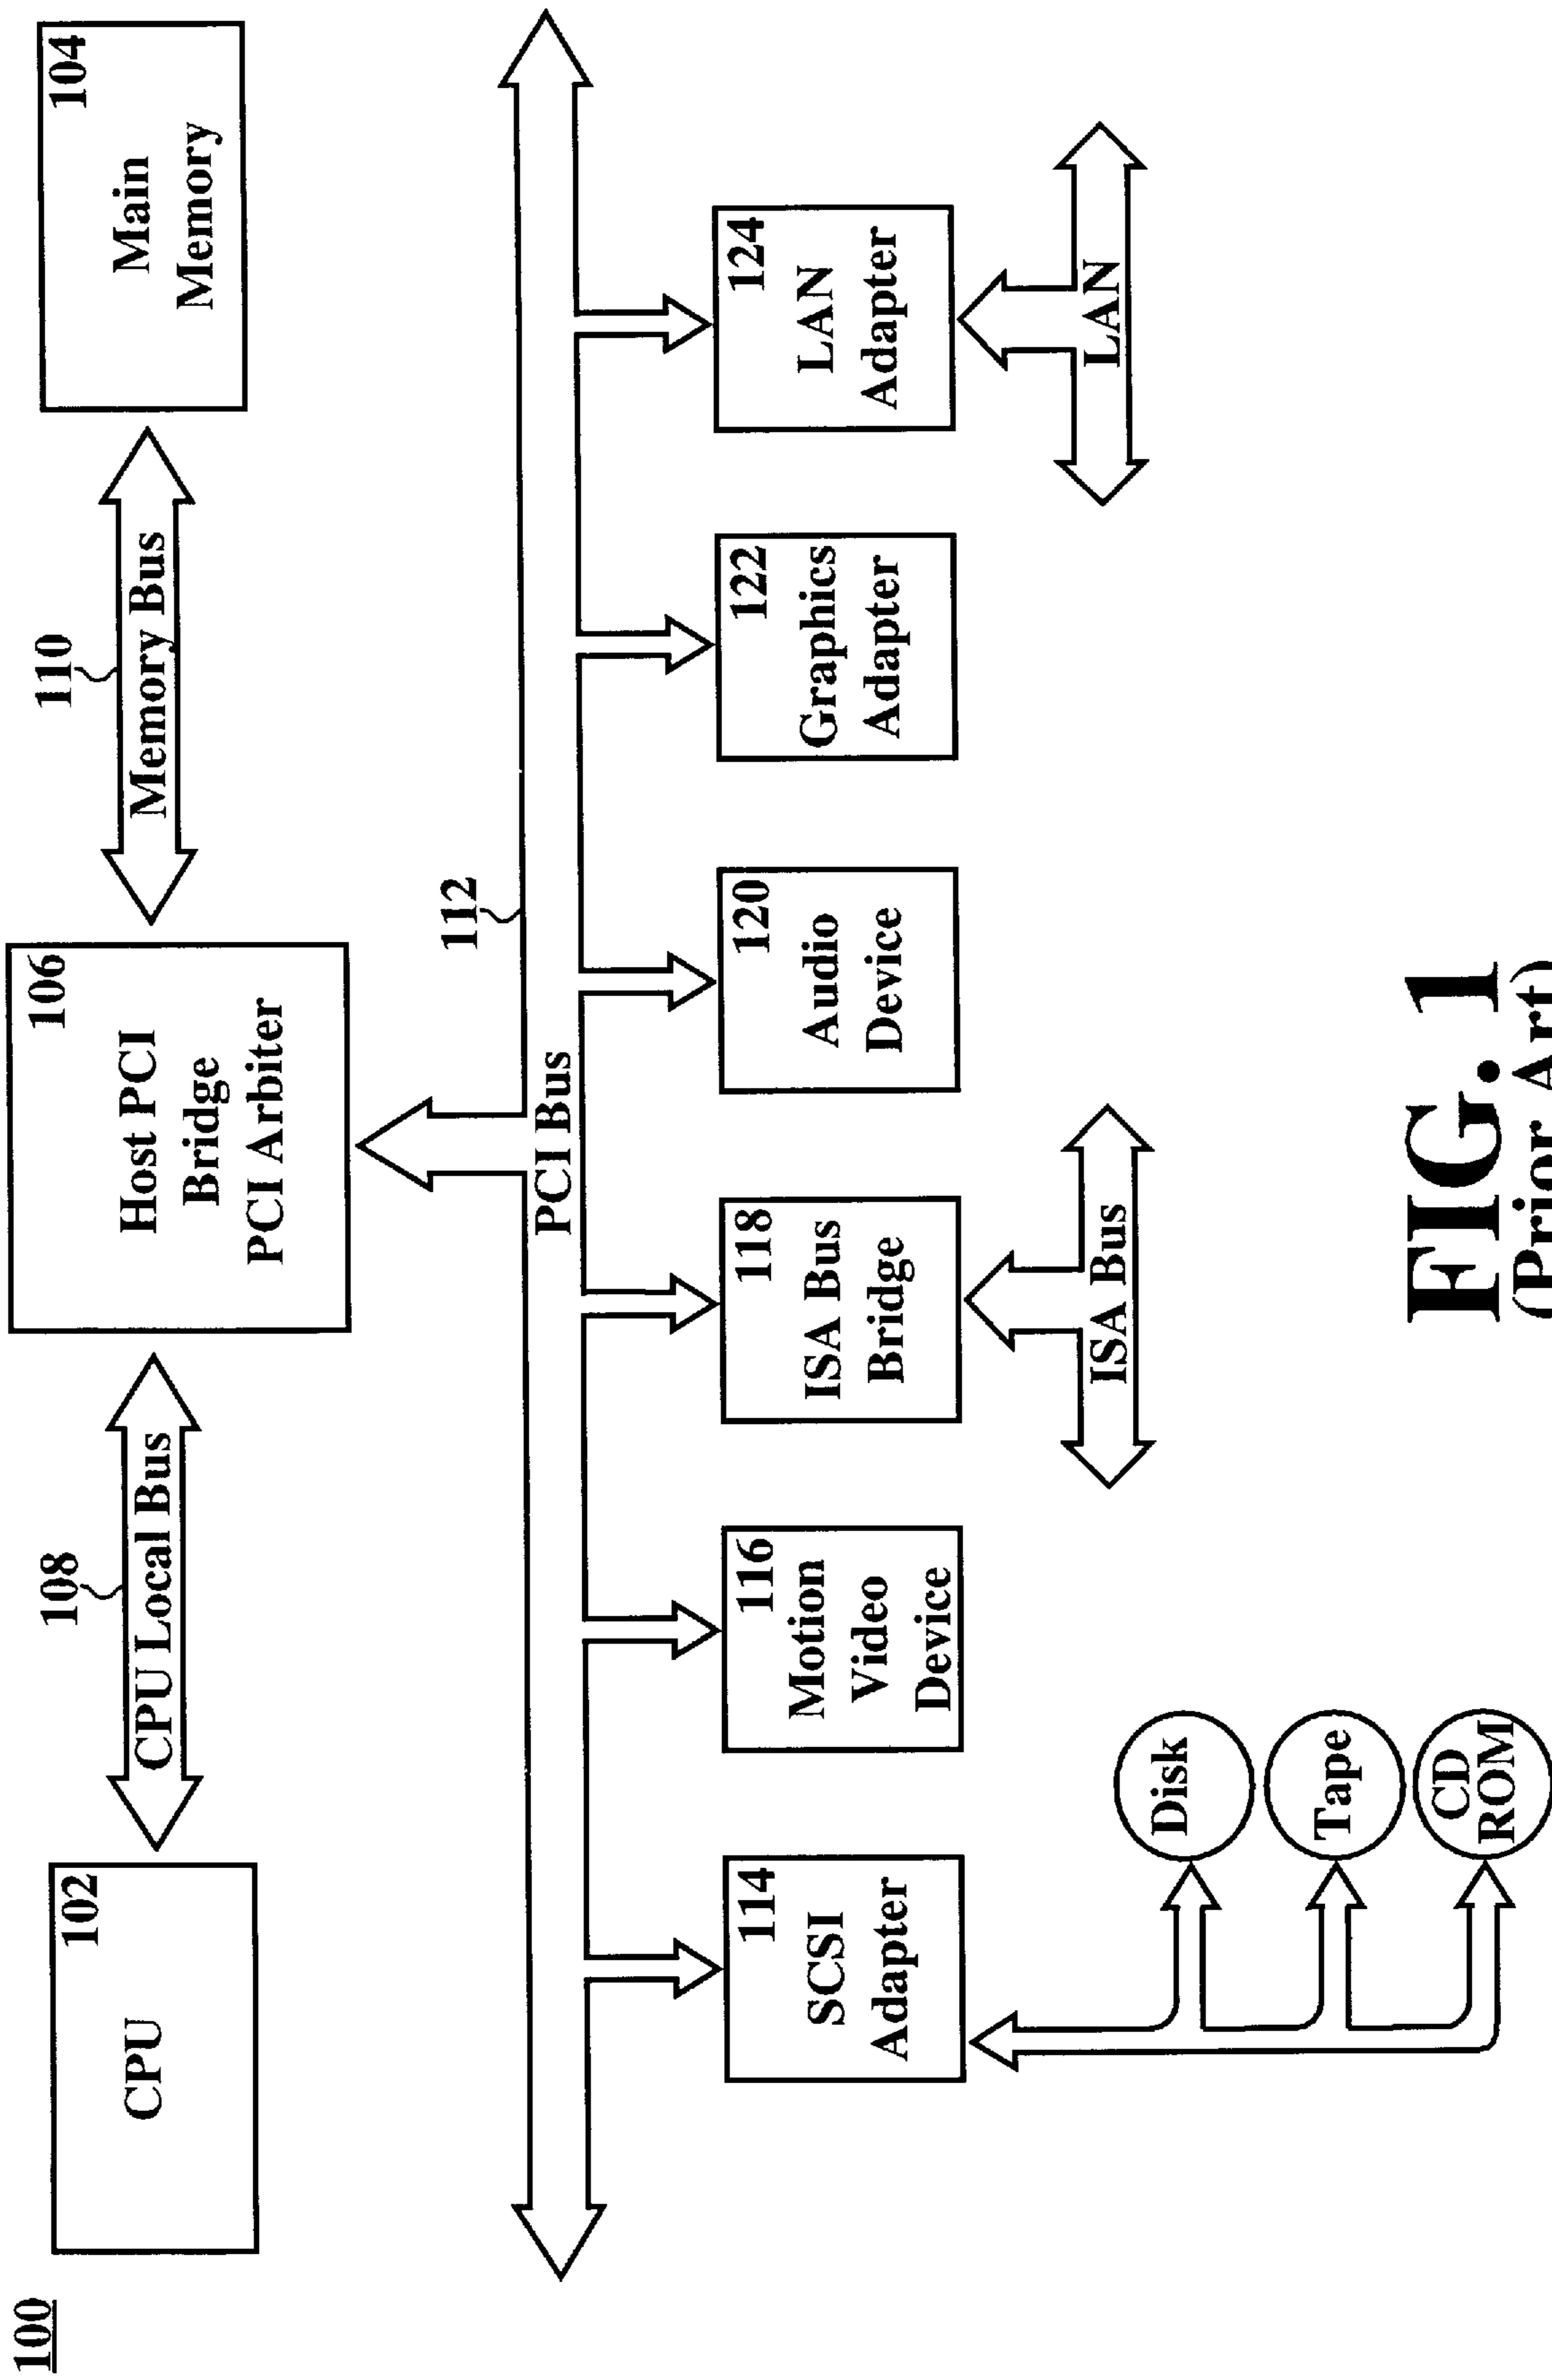 100
102
CPU
108
CPU Local Bus
106
Host PCI
Bridge
PCI Arbiter
110
Memory Bus
104
Main
Memory
112
PCI Bus
114
SCSI
Adapter
116
Motion
Video
Device
118
ISA Bus
Bridge
120
Audio
Device
122
Graphics
Adapter
124
LAN
Adapter
Disk
Tape
CD
ROM
ISA Bus
LAN
FIG. 1
(Prior Art)